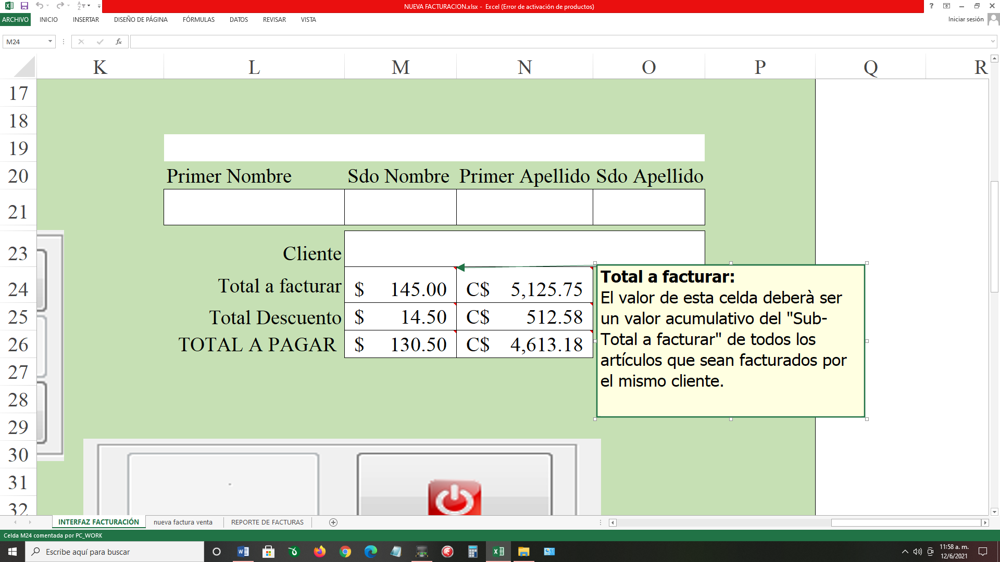 NUEVA FACTURACION.xlsx - Excel (Error de activación de productos)
ARCHIVO INICIO INSERTAR DISEÑO DE PÁGINA FÓRMULAS DATOS REVISAR VISTA Iniciar sesión
M24 fx
K L M N O P Q R
17
18
19
20 Primer Nombre Sdo Nombre Primer Apellido Sdo Apellido
21
23 Cliente
24 Total a facturar $ 145.00 C$ 5,125.75
25 Total Descuento $ 14.50 C$ 512.58
26 TOTAL A PAGAR $ 130.50 C$ 4,613.18
27
28
29
30
31
32
Total a facturar:
El valor de esta celda deberà ser
un valor acumulativo del "Sub-
Total a facturar" de todos los
artículos que sean facturados por
el mismo cliente.
INTERFAZ FACTURACIÓN nueva factura venta REPORTE DE FACTURAS
Celda M24 comentada por PC_WORK
Escribe aquí para buscar
11:58 a. m.
12/6/2021